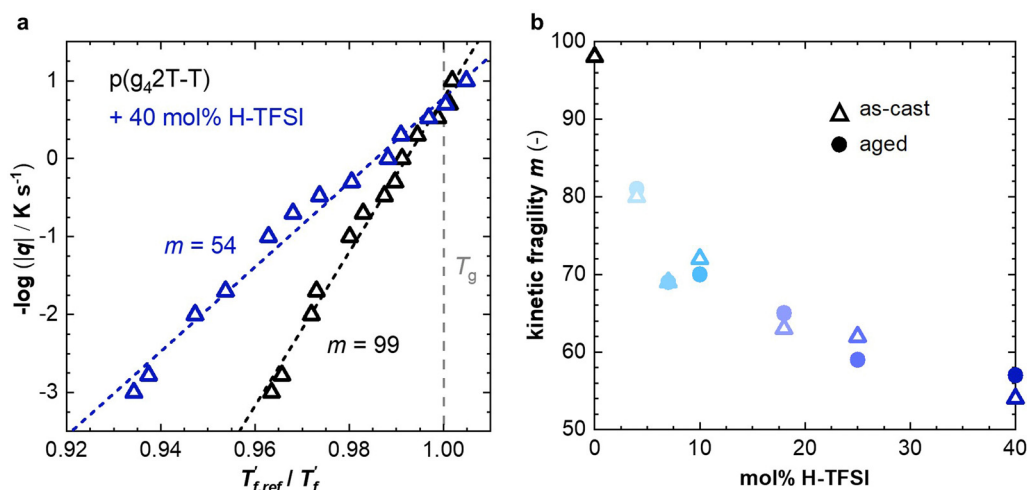 a
p(g₄2T-T)
+ 40 mol% H-TFSI
m = 54
m = 99
Tg
-log (|q| / K s⁻¹)
1
0
-1
-2
-3
0.92
0.94
0.96
0.98
1.00
T'f,ref / T'f
b
as-cast
aged
kinetic fragility m (-)
100
90
80
70
60
50
0
10
20
30
40
mol% H-TFSI